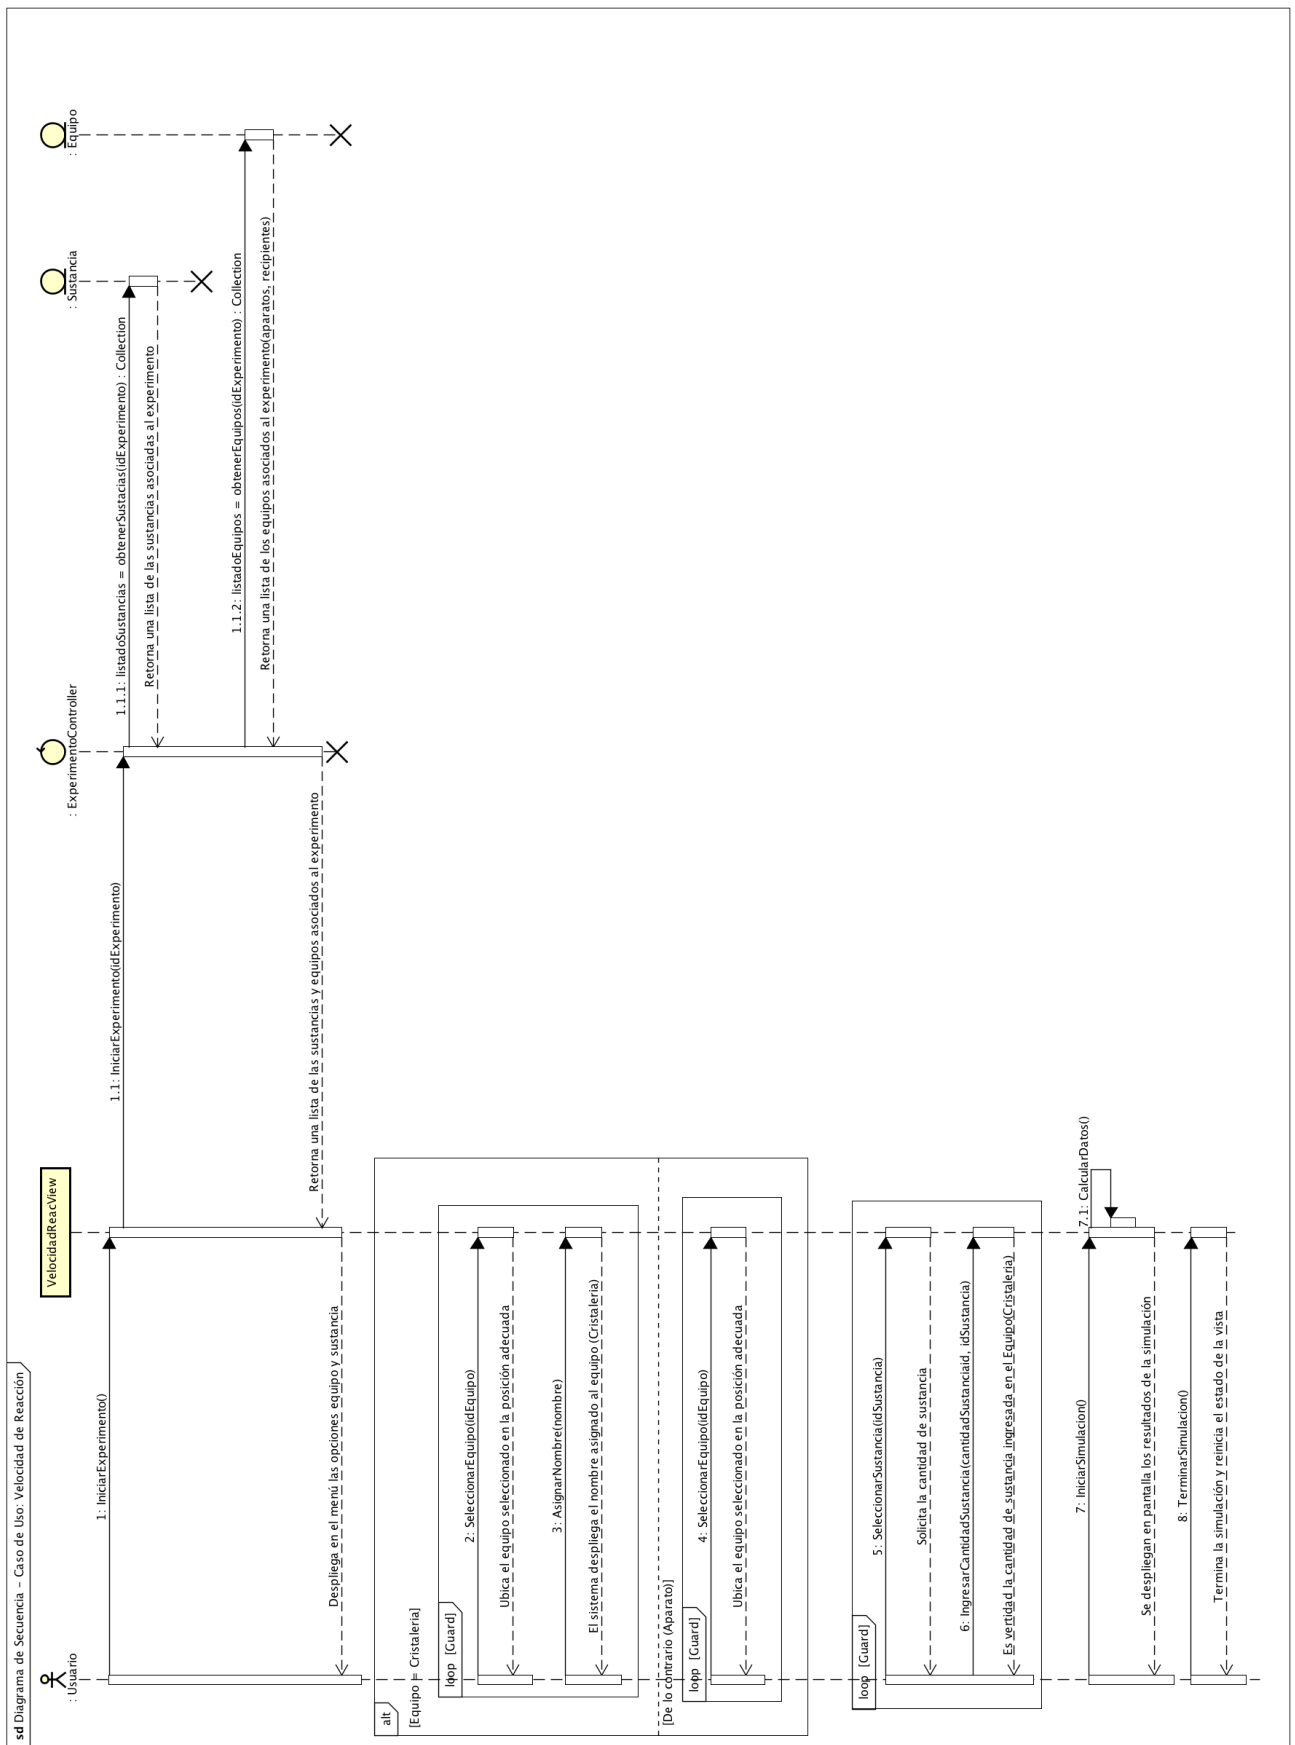 sd Diagrama de Secuencia - Caso de Uso: Velocidad de Reacción
: Usuario
VelocidadReacView
: ExperimentoController
: Sustancia
: Equipo
1: IniciarExperimento()
1.1: IniciarExperimento(idExperimento)
1.1.1: listadoSustancias = obtenerSustacias(idExperimento) : Collection
Retorna una lista de las sustancias asociadas al experimento
1.1.2: listadoEquipos = obtenerEquipos(idExperimento) : Collection
Retorna una lista de los equipos asociados al experimento(aparatos, recipientes)
Retorna una lista de las sustancias y equipos asociados al experimento
Despliega en el menú las opciones equipo y sustancia
alt
[Equipo = Cristaleria]
loop [Guard]
2: SeleccionarEquipo(idEquipo)
Ubica el equipo seleccionado en la posición adecuada
3: AsignarNombre(nombre)
El sistema despliega el nombre asignado al equipo (Cristaleria)
[De lo contrario (Aparato)]
loop [Guard]
4: SeleccionarEquipo(idEquipo)
Ubica el equipo seleccionado en la posición adecuada
loop [Guard]
5: SeleccionarSustancia(idSustancia)
Solicita la cantidad de sustancia
6: IngresarCantidadSustancia(cantidadSustanciaid, idSustancia)
Es vertidad la cantidad de sustancia ingresada en el Equipo(Cristaleria)
7: IniciarSimulacion()
7.1: CalcularDatos()
Se despliegan en pantalla los resultados de la simulación
8: TerminarSimulacion()
Termina la simulación y reinicia el estado de la vista